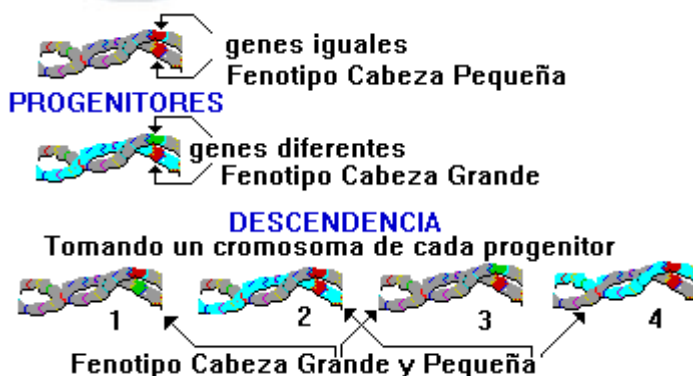 genes iguales
Fenotipo Cabeza Pequeña
PROGENITORES
genes diferentes
Fenotipo Cabeza Grande
DESCENDENCIA
Tomando un cromosoma de cada progenitor
1 2 3 4
Fenotipo Cabeza Grande y Pequeña